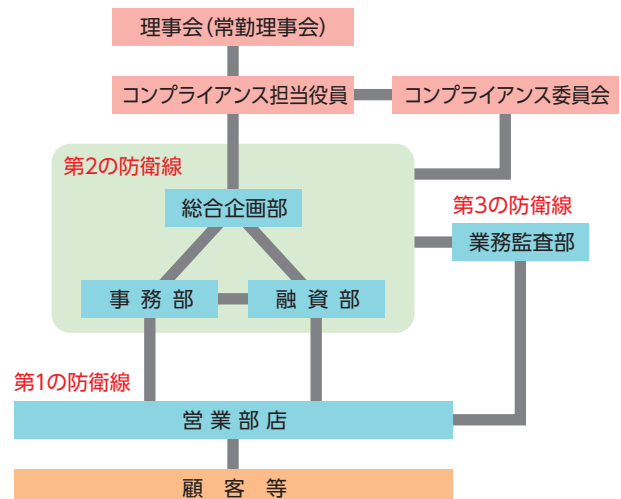 理事会(常勤理事会)
コンプライアンス担当役員
コンプライアンス委員会
第2の防衛線
総合企画部
第3の防衛線
業務監査部
事務部
融資部
第1の防衛線
営業部店
顧客等